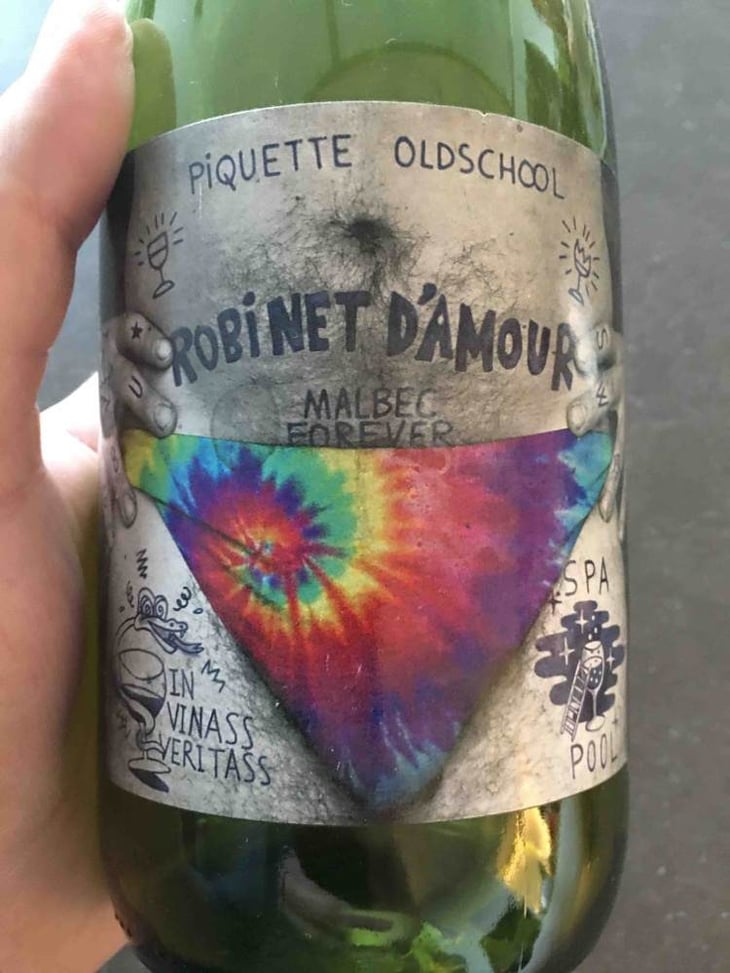 PiQUETTE OLDSCHOOL
ROBiNET D'AMOUR
MALBEC
FOREVER
IN
VINASS
VERITASS
SPA
POOL